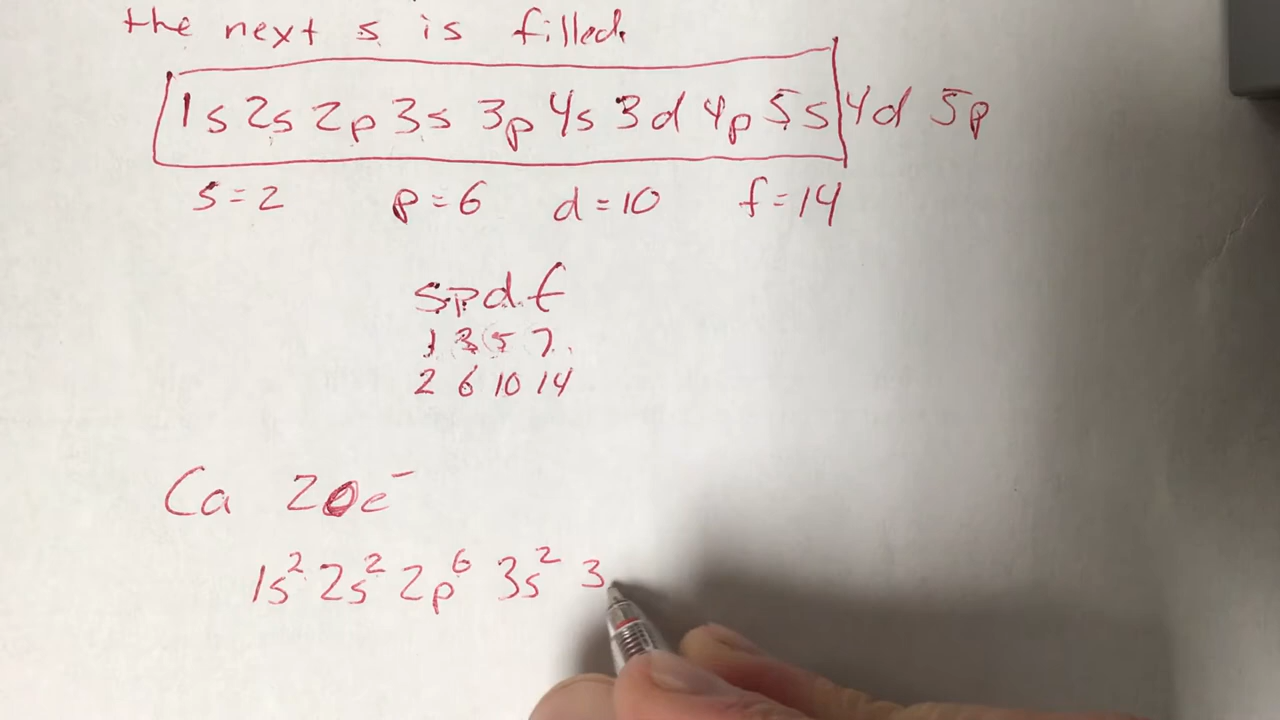 the next s is filled.
1s 2s 2p 3s 3p 4s 3d 4p 5s 4d 5p
s=2 p=6 d=10 f=14
s p d f
1 3 5 7
2 6 10 14
Ca 20e⁻
1s² 2s² 2p⁶ 3s² 3